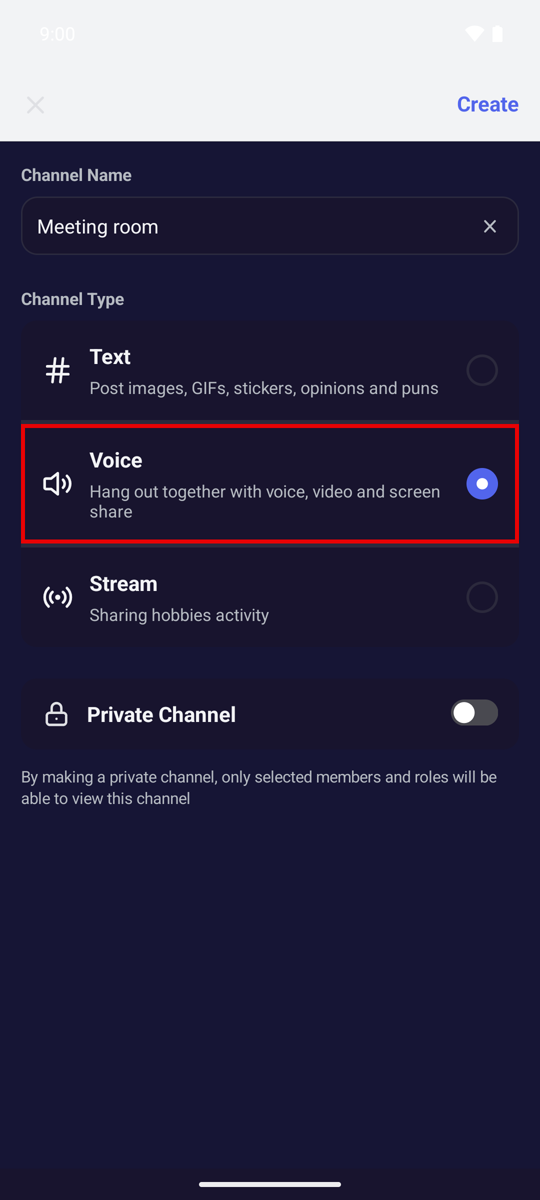 9:00
Create
Channel Name
Meeting room
Channel Type
Text
Post images, GIFs, stickers, opinions and puns
Voice
Hang out together with voice, video and screen
share
Stream
Sharing hobbies activity
Private Channel
By making a private channel, only selected members and roles will be
able to view this channel